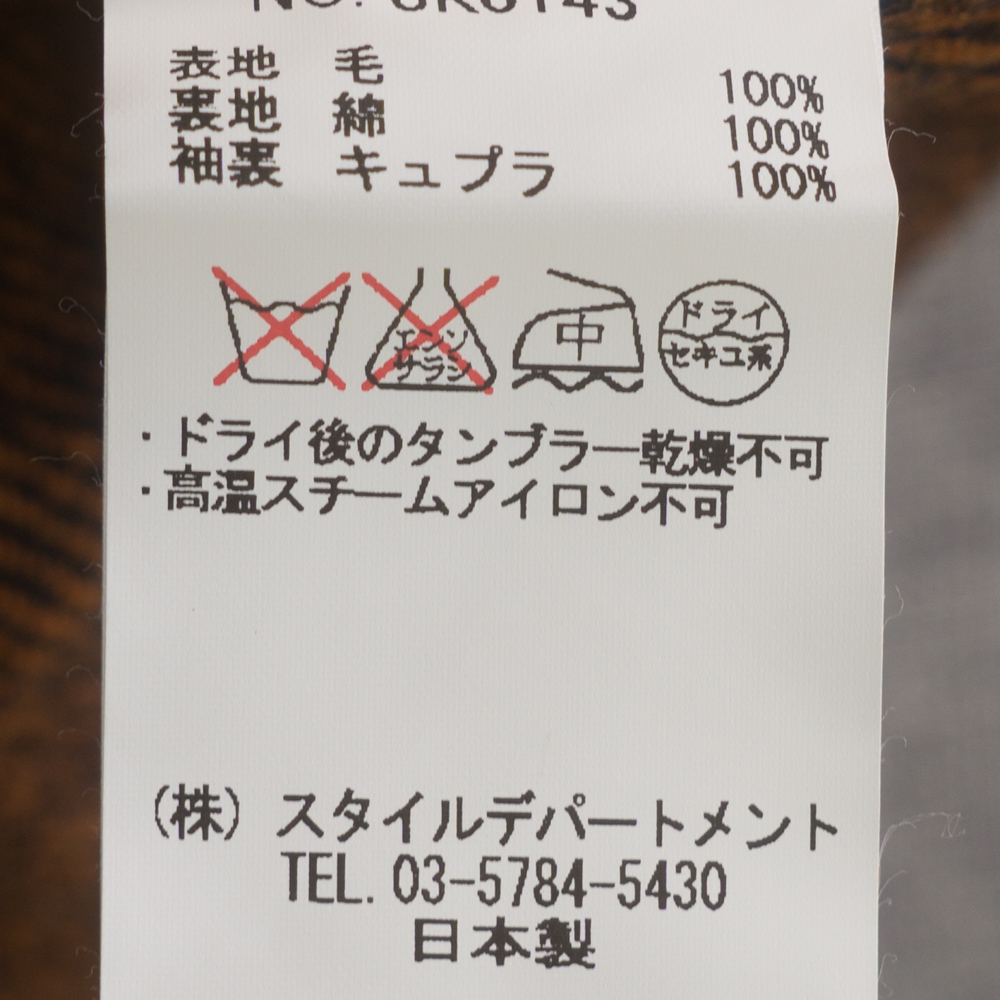 表地 毛 100%
裏地 綿 100%
袖裏 キュプラ 100%
エンソ
サラシ
中
ドライ
セキユ系
・ドライ後のタンブラー乾燥不可
・高温スチームアイロン不可
(株) スタイルデパートメント
TEL. 03-5784-5430
日本製